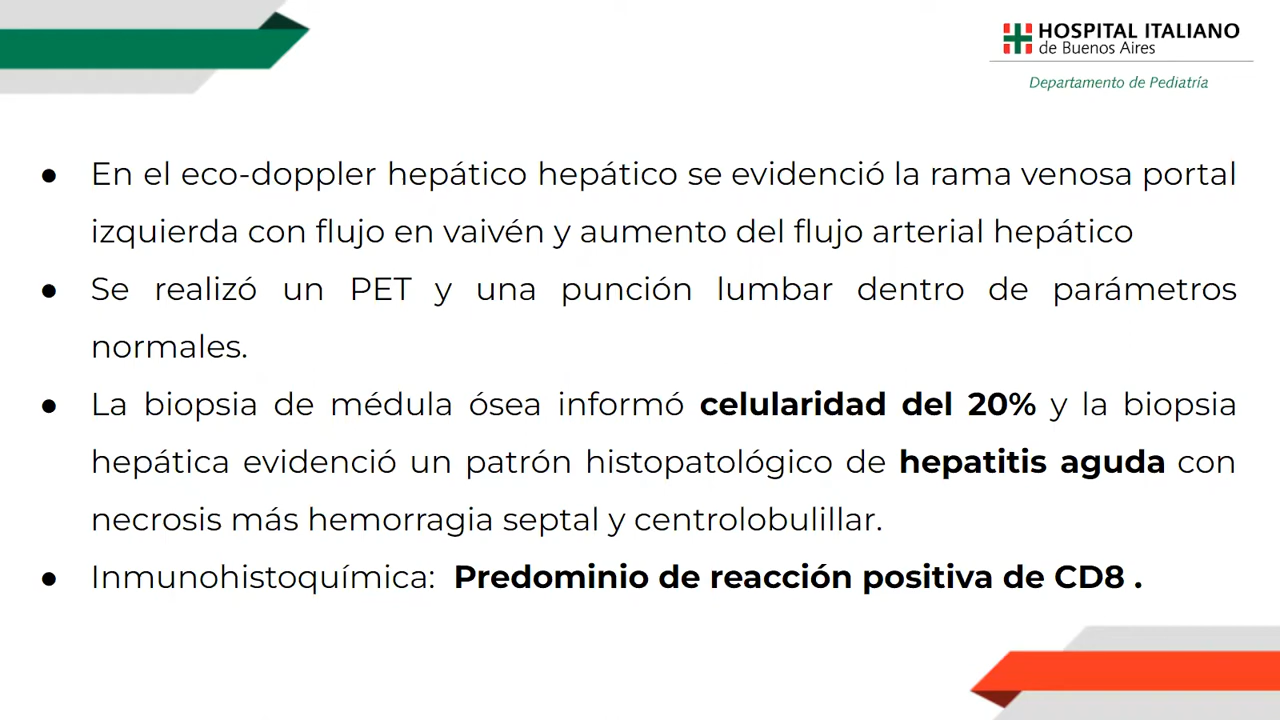 HOSPITAL ITALIANO
de Buenos Aires
Departamento de Pediatría
● En el eco-doppler hepático hepático se evidenció la rama venosa portal
izquierda con flujo en vaivén y aumento del flujo arterial hepático
● Se realizó un PET y una punción lumbar dentro de parámetros
normales.
● La biopsia de médula ósea informó celularidad del 20% y la biopsia
hepática evidenció un patrón histopatológico de hepatitis aguda con
necrosis más hemorragia septal y centrolobulillar.
● Inmunohistoquímica: Predominio de reacción positiva de CD8 .